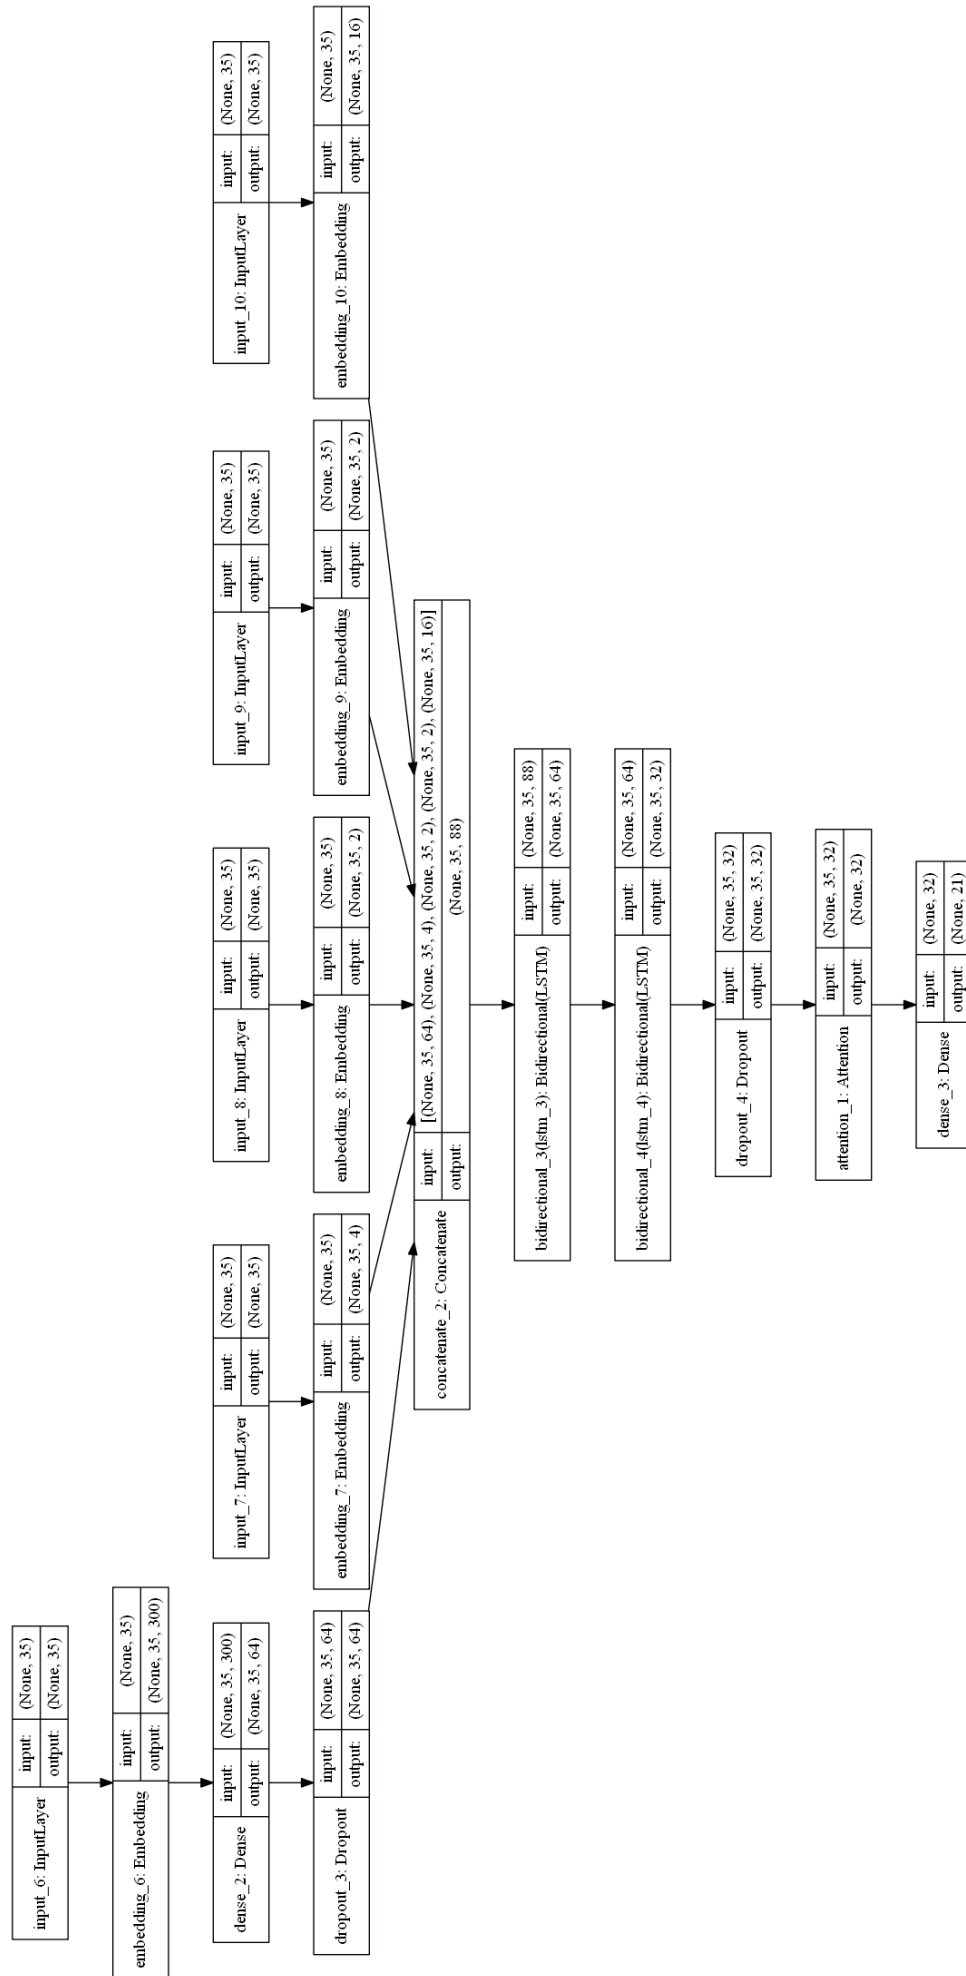 input_6: InputLayer
input: (None, 35)
output: (None, 35)
embedding_6: Embedding
input: (None, 35)
output: (None, 35, 300)
dense_2: Dense
input: (None, 35, 300)
output: (None, 35, 64)
input_7: InputLayer
input: (None, 35)
output: (None, 35)
input_8: InputLayer
input: (None, 35)
output: (None, 35)
input_9: InputLayer
input: (None, 35)
output: (None, 35)
input_10: InputLayer
input: (None, 35)
output: (None, 35)
dropout_3: Dropout
input: (None, 35, 64)
output: (None, 35, 64)
embedding_7: Embedding
input: (None, 35)
output: (None, 35, 4)
embedding_8: Embedding
input: (None, 35)
output: (None, 35, 2)
embedding_9: Embedding
input: (None, 35)
output: (None, 35, 2)
embedding_10: Embedding
input: (None, 35)
output: (None, 35, 16)
concatenate_2: Concatenate
input: [(None, 35, 64), (None, 35, 4), (None, 35, 2), (None, 35, 2), (None, 35, 16)]
output: (None, 35, 88)
bidirectional_3(lstm_3): Bidirectional(LSTM)
input: (None, 35, 88)
output: (None, 35, 64)
bidirectional_4(lstm_4): Bidirectional(LSTM)
input: (None, 35, 64)
output: (None, 35, 32)
dropout_4: Dropout
input: (None, 35, 32)
output: (None, 35, 32)
attention_1: Attention
input: (None, 35, 32)
output: (None, 32)
dense_3: Dense
input: (None, 32)
output: (None, 21)